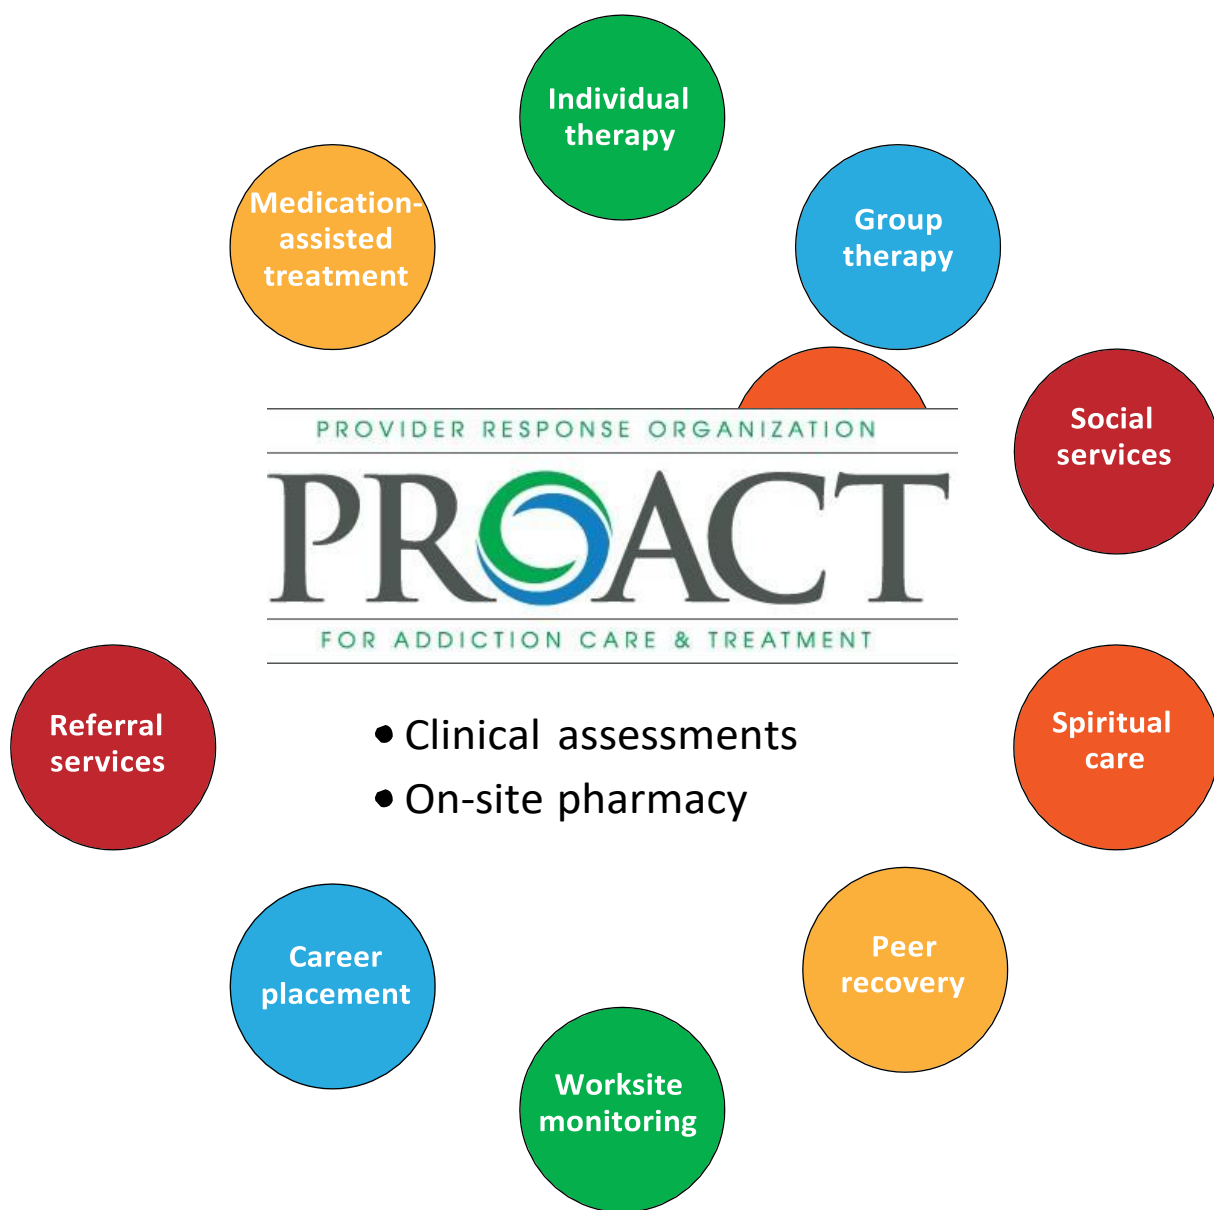 Individual
therapy
Medication-
assisted
treatment
Group
therapy
Social
services
PROVIDER RESPONSE ORGANIZATION
PROACT
FOR ADDICTION CARE & TREATMENT
Referral
services
• Clinical assessments
• On-site pharmacy
Spiritual
care
Career
placement
Peer
recovery
Worksite
monitoring